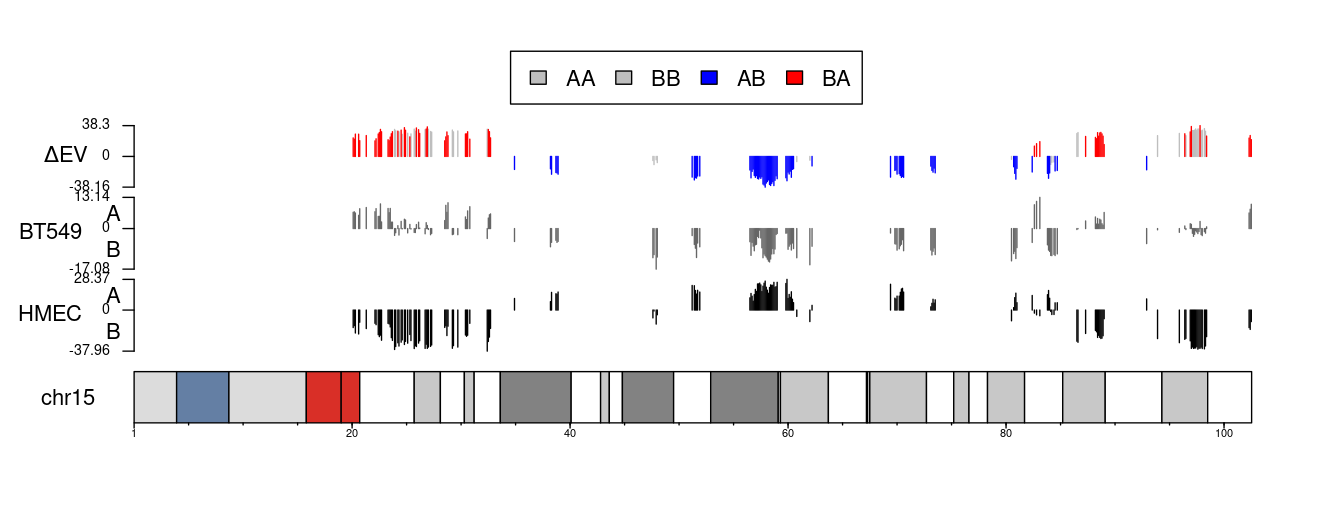 AA BB AB BA
38.3
ΔEV 0
-38.16
13.14
A
BT549 0
B
-17.08
28.37
A
HMEC 0
B
-37.96
chr15
1 20 40 60 80 100